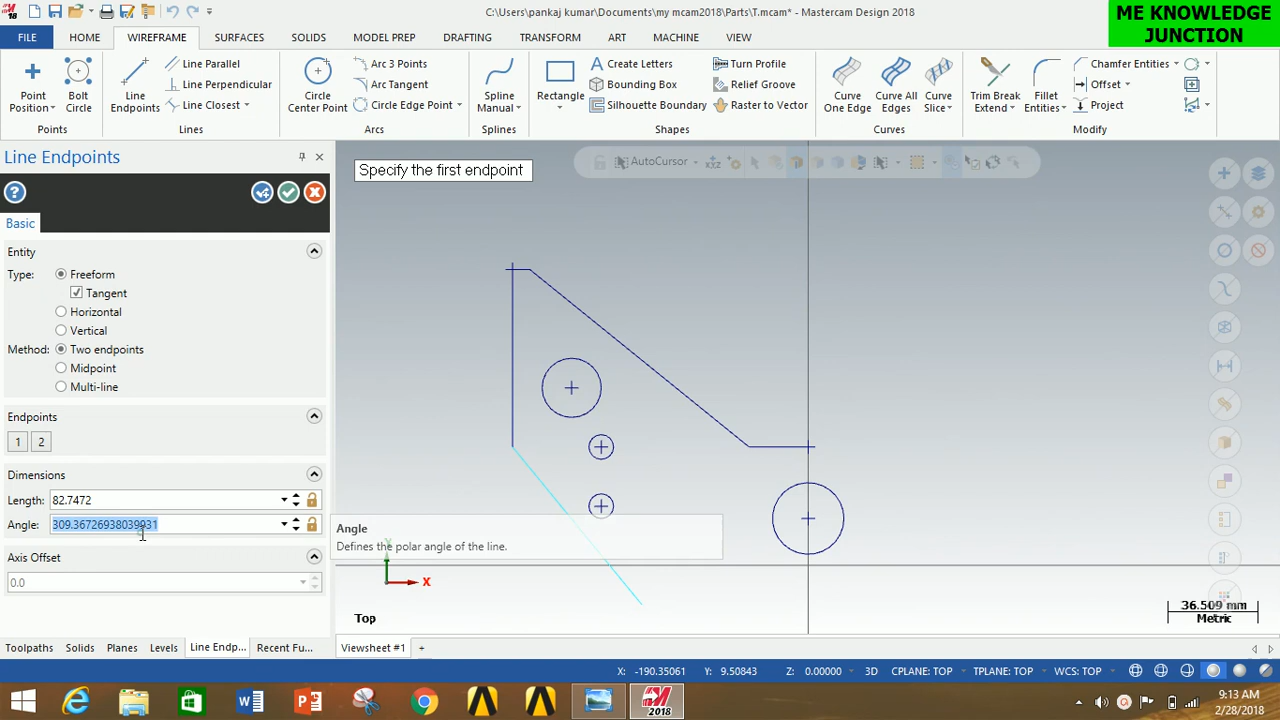 C:\Users\pankaj kumar\Documents\my mcam2018\Parts\T.mcam* - Mastercam Design 2018
ME KNOWLEDGE
JUNCTION
FILE
HOME
WIREFRAME
SURFACES
SOLIDS
MODEL PREP
DRAFTING
TRANSFORM
ART
MACHINE
VIEW
Point
Position
Bolt
Circle
Points
Line
Endpoints
Line Parallel
Line Perpendicular
Line Closest
Lines
Circle
Center Point
Arc 3 Points
Arc Tangent
Circle Edge Point
Arcs
Spline
Manual
Splines
Rectangle
Create Letters
Bounding Box
Silhouette Boundary
Turn Profile
Relief Groove
Raster to Vector
Shapes
Curve
One Edge
Curve All
Edges
Curve
Slice
Curves
Trim Break
Extend
Fillet
Entities
Chamfer Entities
Offset
Project
Modify
Line Endpoints
Basic
Entity
Type:
Freeform
Tangent
Horizontal
Vertical
Method:
Two endpoints
Midpoint
Multi-line
Endpoints
1
2
Dimensions
Length:
82.7472
Angle:
309.36726938039931
Axis Offset
0.0
Specify the first endpoint
AutoCursor
Angle
Defines the polar angle of the line.
X
Top
36.509 mm
Metric
Toolpaths
Solids
Planes
Levels
Line Endp...
Recent Fu...
Viewsheet #1
+
X: -190.35061
Y: 9.50843
Z: 0.00000
3D
CPLANE: TOP
TPLANE: TOP
WCS: TOP
2018
9:13 AM
2/28/2018